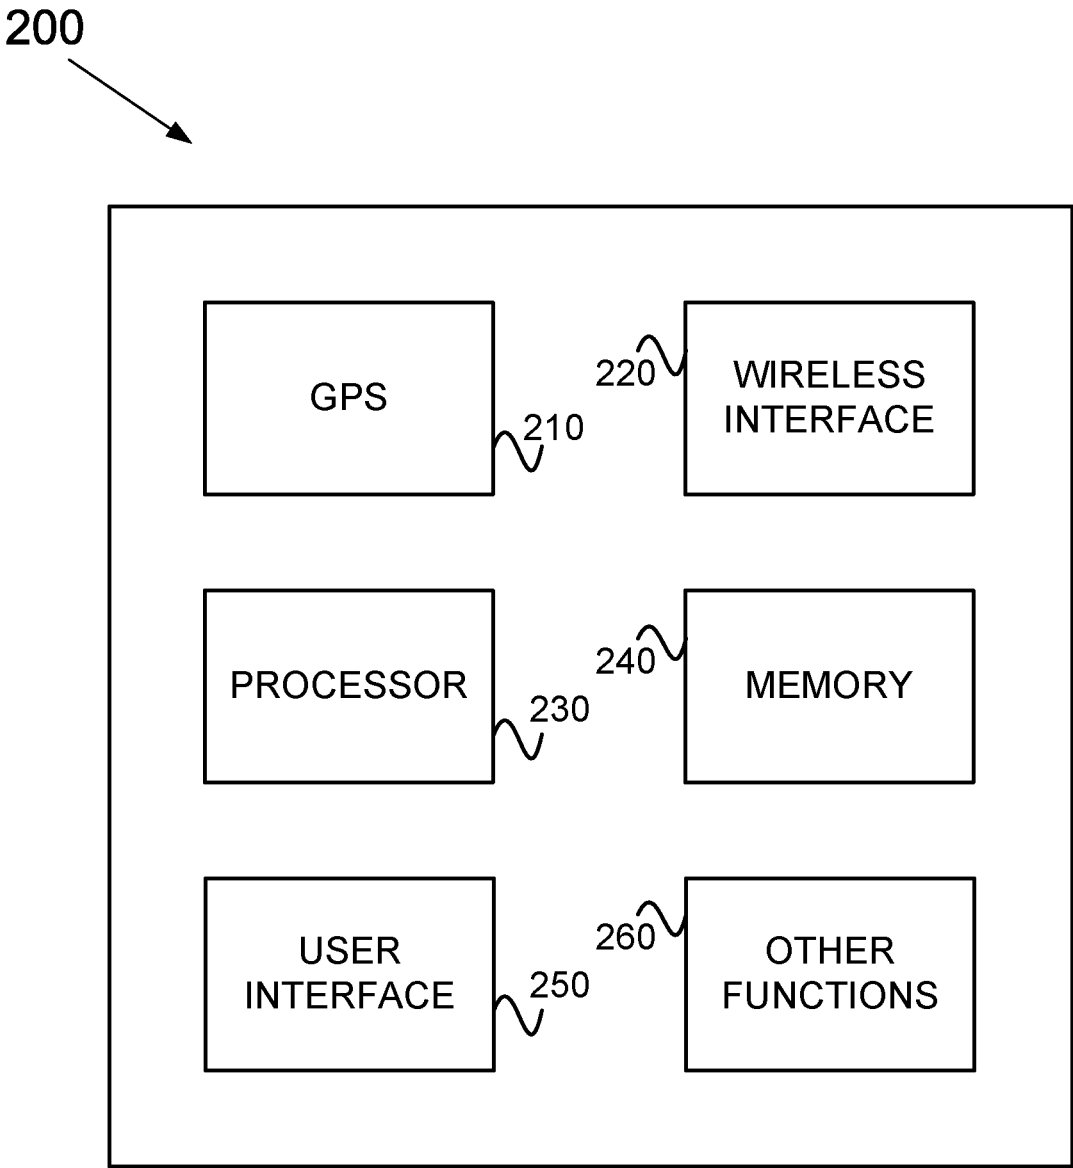 200
GPS
210
220
WIRELESS
INTERFACE
PROCESSOR
230
240
MEMORY
USER
INTERFACE
250
260
OTHER
FUNCTIONS